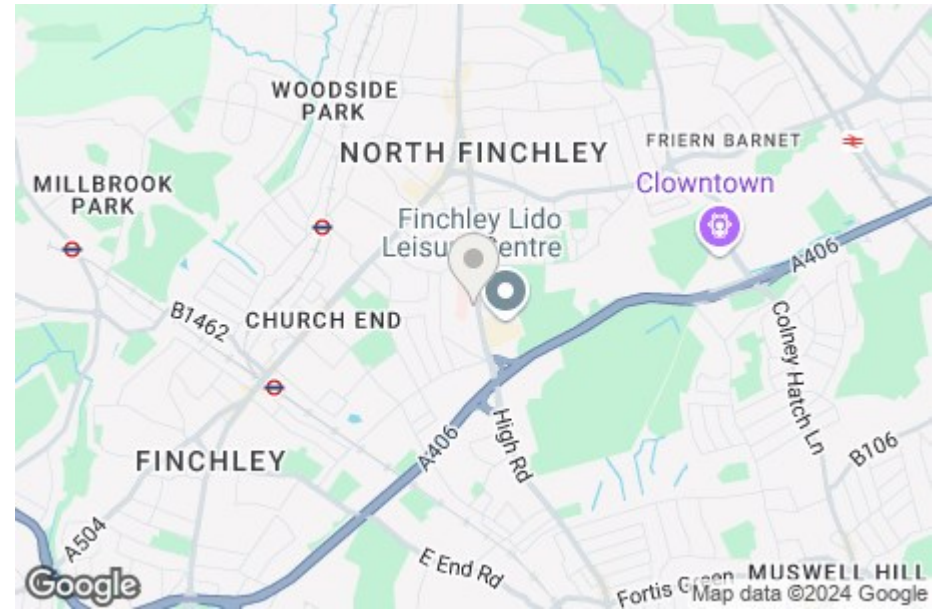 WOODSIDE
PARK
NORTH FINCHLEY
FRIERN BARNET
MILLBROOK
PARK
Clowntown
Finchley Lido
Leisure Centre
A406
B1462
CHURCH END
Colney Hatch Ln
High Rd
A406
FINCHLEY
B106
A504
E End Rd
Fortis Green
MUSWELL HILL
Google
Map data ©2024 Google